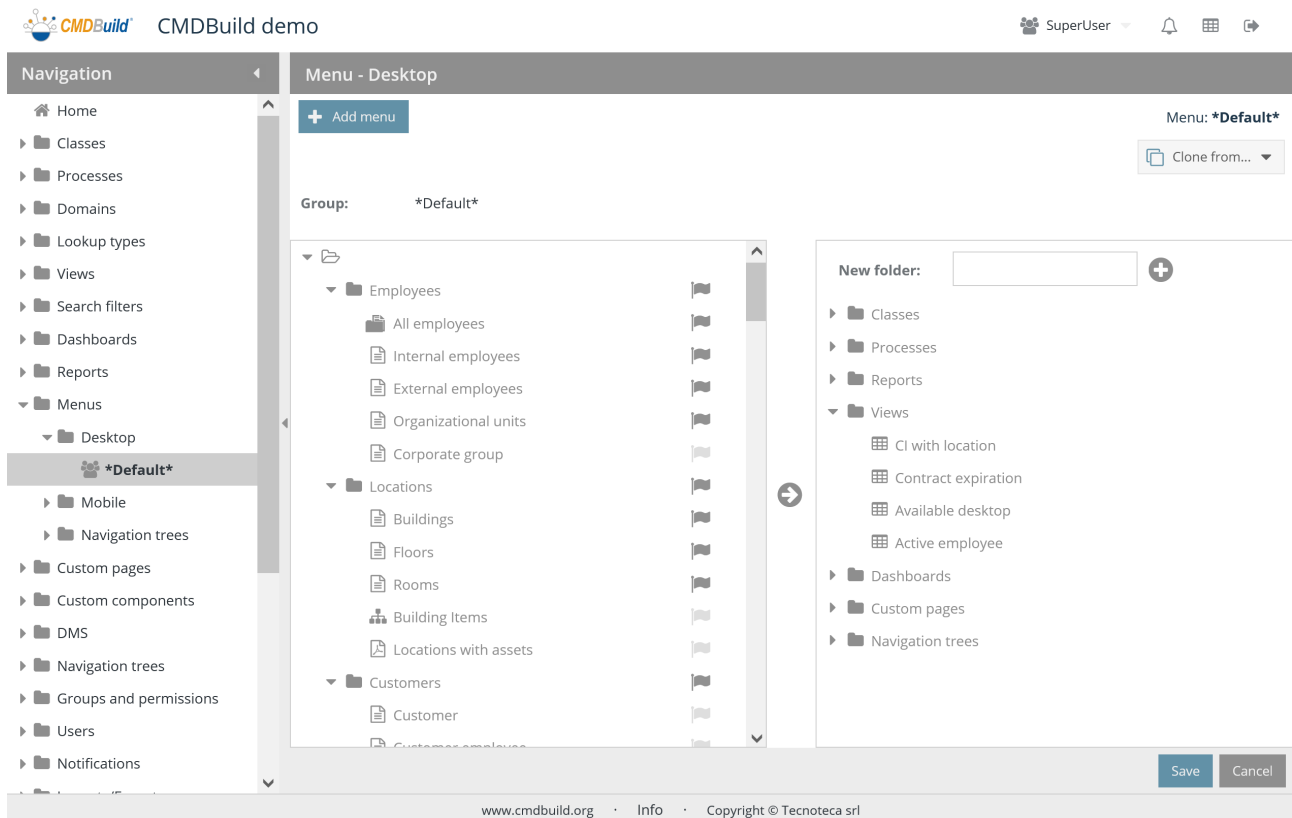 CMDBuild CMDBuild demo SuperUser
Navigation
Menu - Desktop
Home
Classes
Processes
Domains
Lookup types
Views
Search filters
Dashboards
Reports
Menus
Desktop
*Default*
Mobile
Navigation trees
Custom pages
Custom components
DMS
Navigation trees
Groups and permissions
Users
Notifications
Add menu
Menu: *Default*
Clone from...
Group: *Default*
Employees
All employees
Internal employees
External employees
Organizational units
Corporate group
Locations
Buildings
Floors
Rooms
Building Items
Locations with assets
Customers
Customer
Customer employee
New folder:
Classes
Processes
Reports
Views
CI with location
Contract expiration
Available desktop
Active employee
Dashboards
Custom pages
Navigation trees
Save Cancel
www.cmdbuild.org · Info · Copyright © Tecnoteca srl